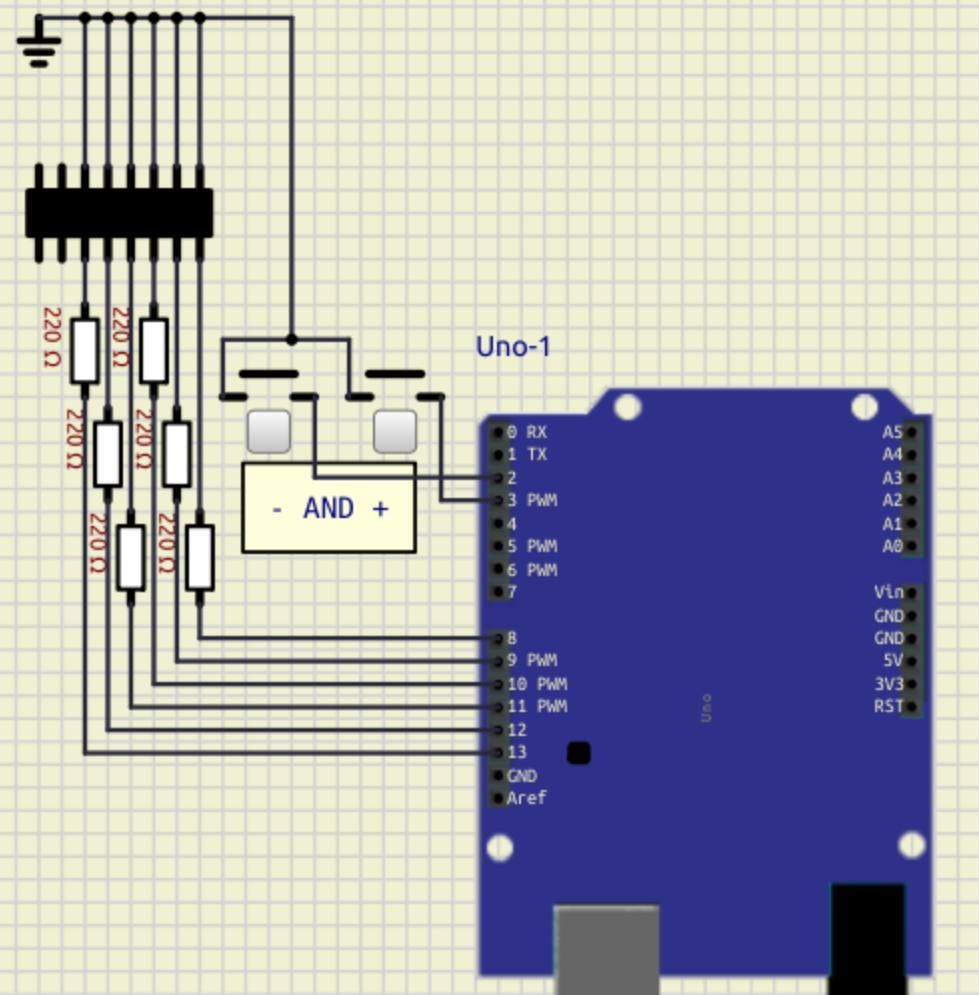 220 Ω
220 Ω
220 Ω
220 Ω
220 Ω
220 Ω
- AND +
Uno-1
0 RX
1 TX
2
3 PWM
4
5 PWM
6 PWM
7
8
9 PWM
10 PWM
11 PWM
12
13
GND
Aref
Uno
A5
A4
A3
A2
A1
A0
Vin
GND
GND
5V
3V3
RST